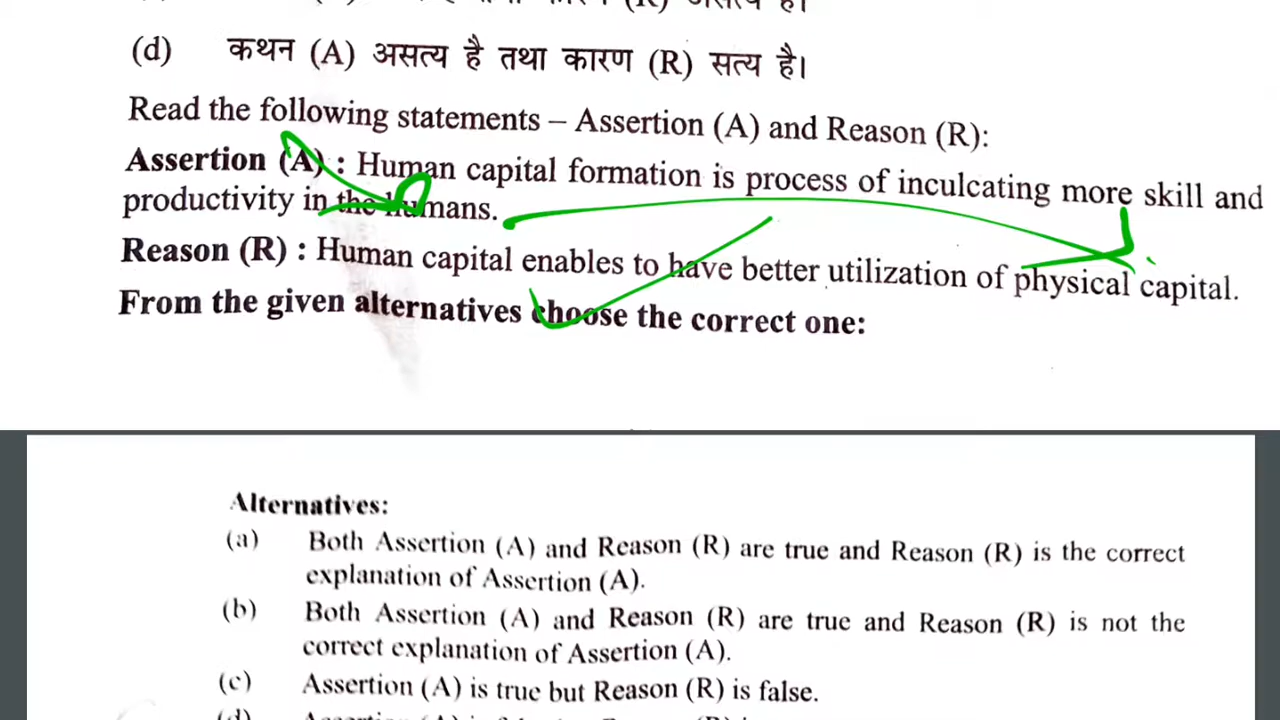 (d) कथन (A) असत्य है तथा कारण (R) सत्य है।
Read the following statements – Assertion (A) and Reason (R):
Assertion (A) : Human capital formation is process of inculcating more skill and
productivity in the humans.
Reason (R) : Human capital enables to have better utilization of physical capital.
From the given alternatives choose the correct one:
Alternatives:
(a) Both Assertion (A) and Reason (R) are true and Reason (R) is the correct
explanation of Assertion (A).
(b) Both Assertion (A) and Reason (R) are true and Reason (R) is not the
correct explanation of Assertion (A).
(c) Assertion (A) is true but Reason (R) is false.